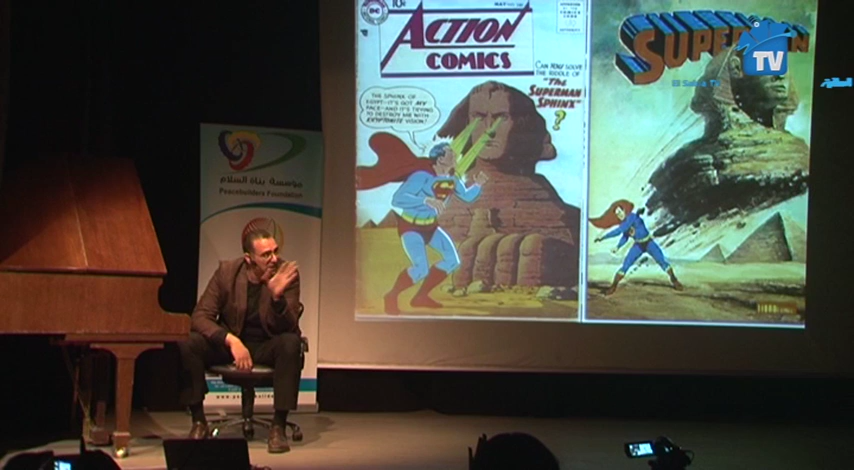 10¢
DC
ACTION
COMICS
CAN YOU SOLVE
THE RIDDLE OF
"THE
SUPERMAN
SPHINX"
?
THE SPHINX OF
EGYPT--IT'S GOT MY
FACE--AND IT'S TRYING
TO DESTROY ME WITH
KRYPTONITE VISION!
SUPERMAN
TV
مؤسسة بناة السلام
Peaceholders Foundation